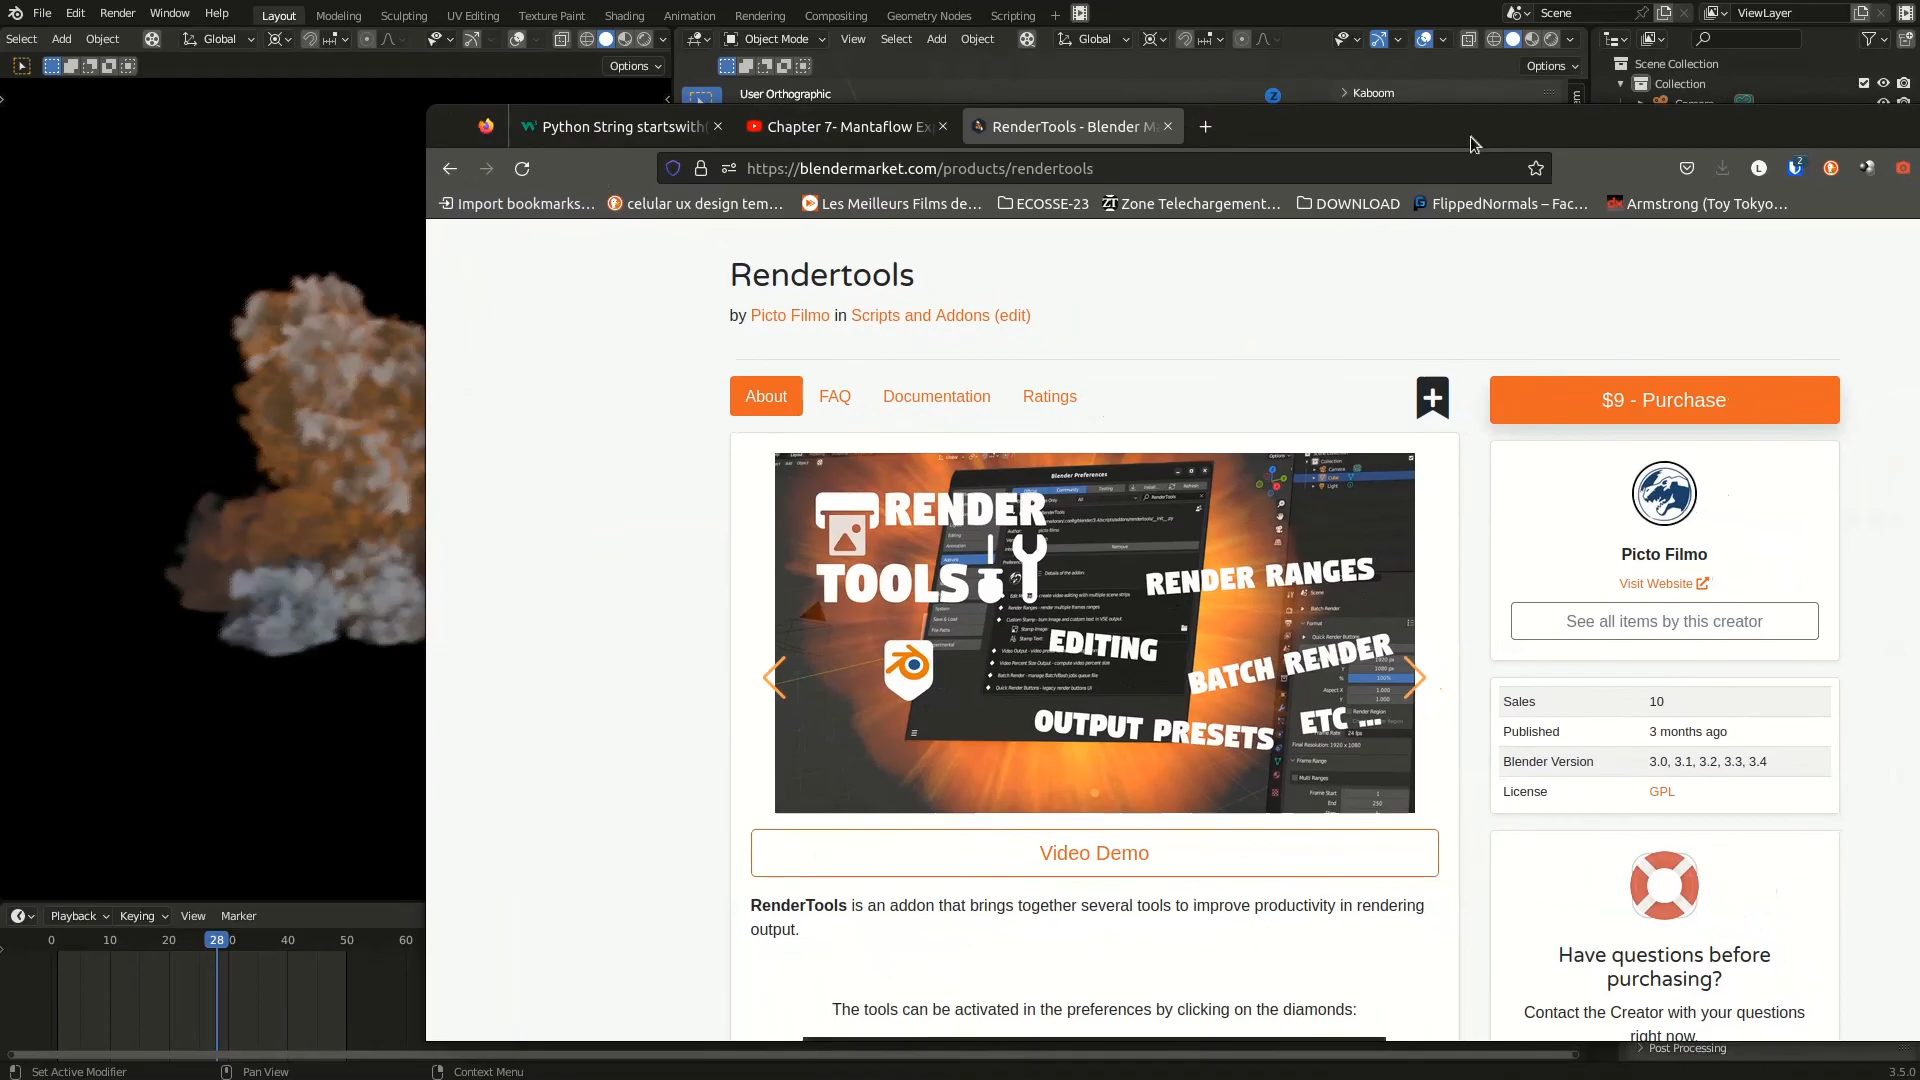 File Edit Render Window Help Layout Modeling Sculpting UV Editing Texture Paint Shading Animation Rendering Compositing Geometry Nodes Scripting Scene ViewLayer
Select Add Object Global Object Mode View Select Add Object Global
Options Options Scene Collection
Collection
User Orthographic Kaboom
Python String startswith( Chapter 7- Mantaflow Ex RenderTools - Blender Ma
https://blendermarket.com/products/rendertools
Import bookmarks... celular ux design tem... Les Meilleurs Films de... ECOSSE-23 Zone Telechargement... DOWNLOAD FlippedNormals – Fac... Armstrong (Toy Tokyo...
Rendertools
by Picto Filmo in Scripts and Addons (edit)
About FAQ Documentation Ratings
$9 - Purchase
Blender Preferences
RENDER
TOOLS
RENDER RANGES
EDITING
BATCH RENDER
OUTPUT PRESETS
ETC ...
Picto Filmo
Visit Website
See all items by this creator
Sales 10
Published 3 months ago
Blender Version 3.0, 3.1, 3.2, 3.3, 3.4
License GPL
Video Demo
RenderTools is an addon that brings together several tools to improve productivity in rendering
output.
The tools can be activated in the preferences by clicking on the diamonds:
Have questions before
purchasing?
Contact the Creator with your questions
right now.
Playback Keying View Marker
0 10 20 28 40 50 60
Post Processing
Set Active Modifier Pan View Context Menu 3.5.0